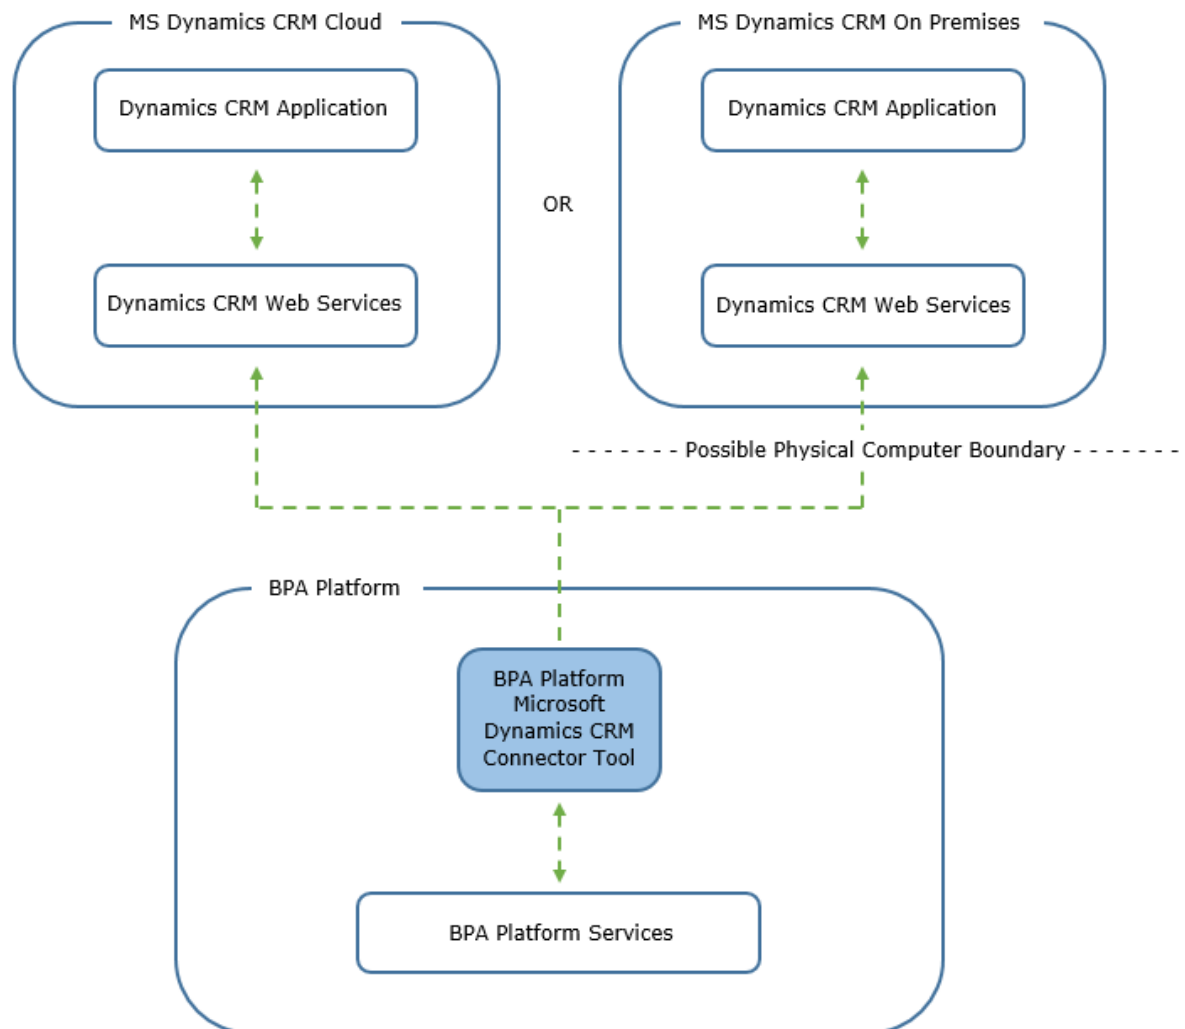 MS Dynamics CRM Cloud
MS Dynamics CRM On Premises
Dynamics CRM Application
Dynamics CRM Application
OR
Dynamics CRM Web Services
Dynamics CRM Web Services
- - - - - - - Possible Physical Computer Boundary - - - - - - -
BPA Platform
BPA Platform
Microsoft
Dynamics CRM
Connector Tool
BPA Platform Services